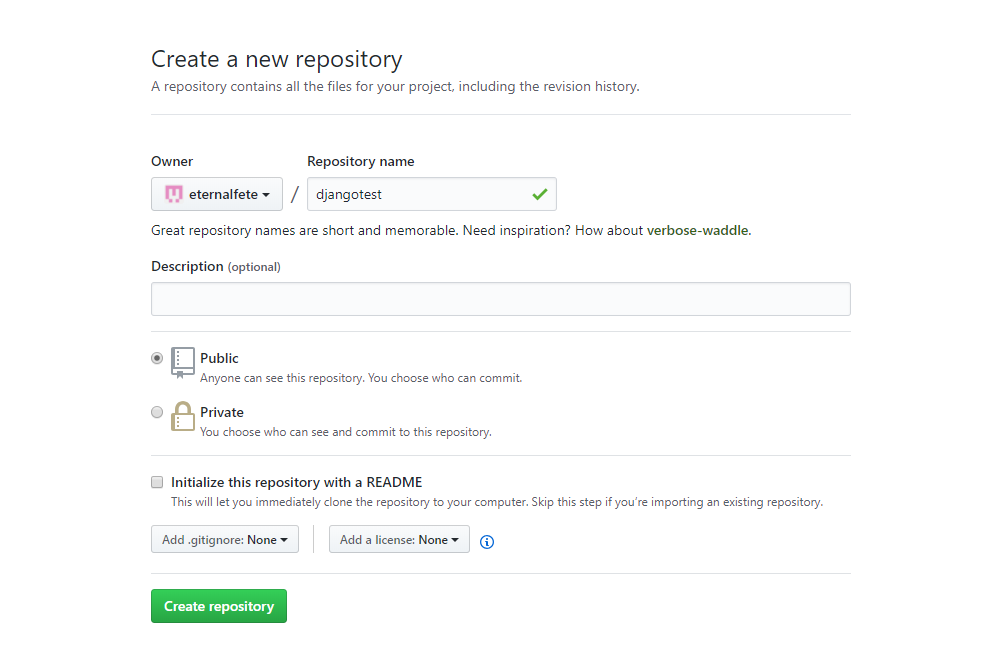 Create a new repository
A repository contains all the files for your project, including the revision history.
Owner Repository name
eternalfete / djangotest
Great repository names are short and memorable. Need inspiration? How about verbose-waddle.
Description (optional)
Public
Anyone can see this repository. You choose who can commit.
Private
You choose who can see and commit to this repository.
Initialize this repository with a README
This will let you immediately clone the repository to your computer. Skip this step if you’re importing an existing repository.
Add .gitignore: None Add a license: None
Create repository